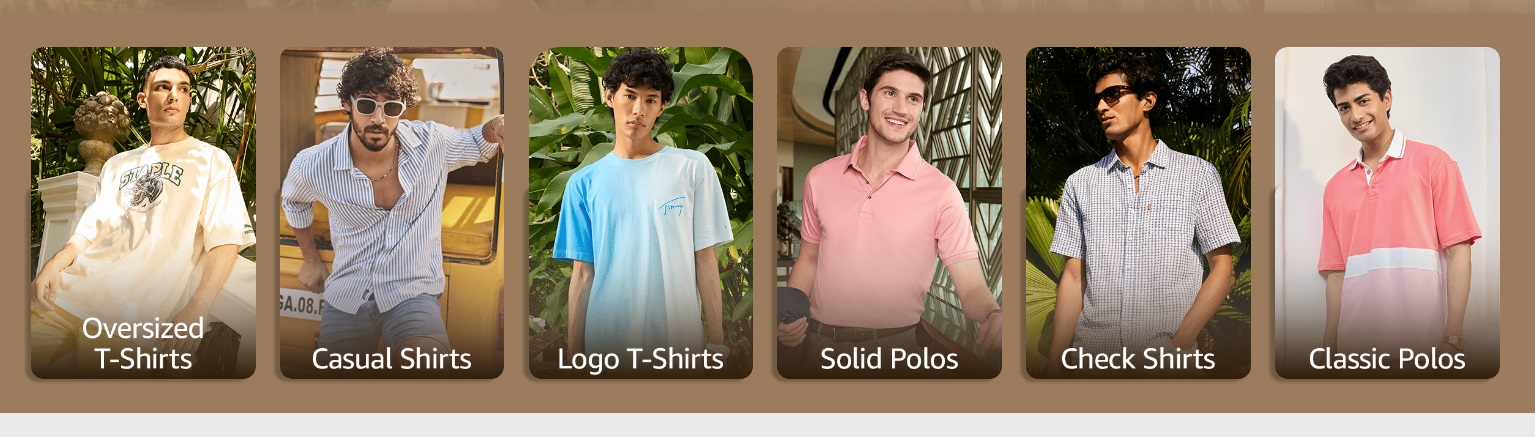 STAPLE
GA.08.
Tommy
Oversized
T-Shirts
Casual Shirts
Logo T-Shirts
Solid Polos
Check Shirts
Classic Polos